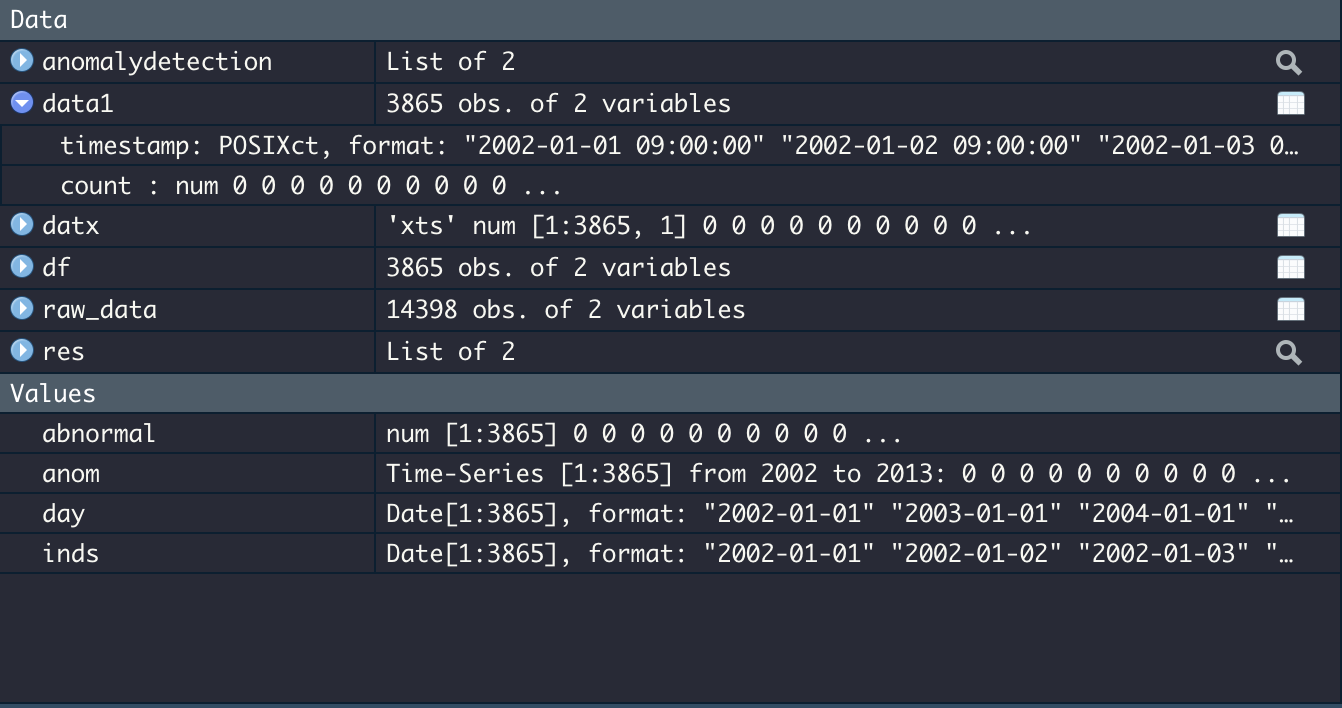 Data
anomalydetection List of 2
data1 3865 obs. of 2 variables
timestamp: POSIXct, format: "2002-01-01 09:00:00" "2002-01-02 09:00:00" "2002-01-03 0…
count : num 0 0 0 0 0 0 0 0 0 0 ...
datx 'xts' num [1:3865, 1] 0 0 0 0 0 0 0 0 0 0 ...
df 3865 obs. of 2 variables
raw_data 14398 obs. of 2 variables
res List of 2
Values
abnormal num [1:3865] 0 0 0 0 0 0 0 0 0 0 ...
anom Time-Series [1:3865] from 2002 to 2013: 0 0 0 0 0 0 0 0 0 0 ...
day Date[1:3865], format: "2002-01-01" "2003-01-01" "2004-01-01" "…
inds Date[1:3865], format: "2002-01-01" "2002-01-02" "2002-01-03" "…